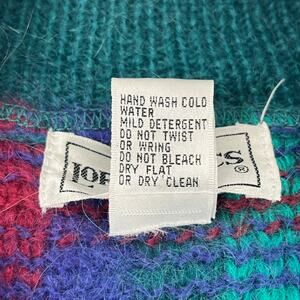 HAND WASH COLD
WATER
MILD DETERGENT
DO NOT TWIST
OR WRING
DO NOT BLEACH
DRY FLAT
OR DRY CLEAN
®